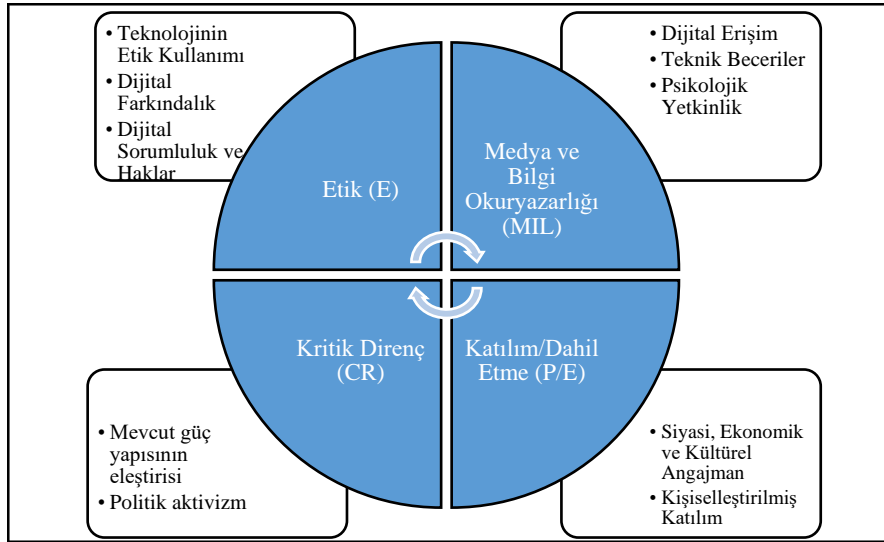 • Teknolojinin
Etik Kullanımı
• Dijital
Farkındalık
• Dijital
Sorumluluk ve
Haklar
• Dijital Erişim
• Teknik Beceriler
• Psikolojik
Yetkinlik
Etik (E)
Medya ve
Bilgi
Okuryazarlığı
(MIL)
Kritik Direnç
(CR)
Katılım/Dahil
Etme (P/E)
• Mevcut güç
yapısının
eleştirisi
• Politik aktivizm
• Siyasi, Ekonomik
ve Kültürel
Angajman
• Kişiselleştirilmiş
Katılım